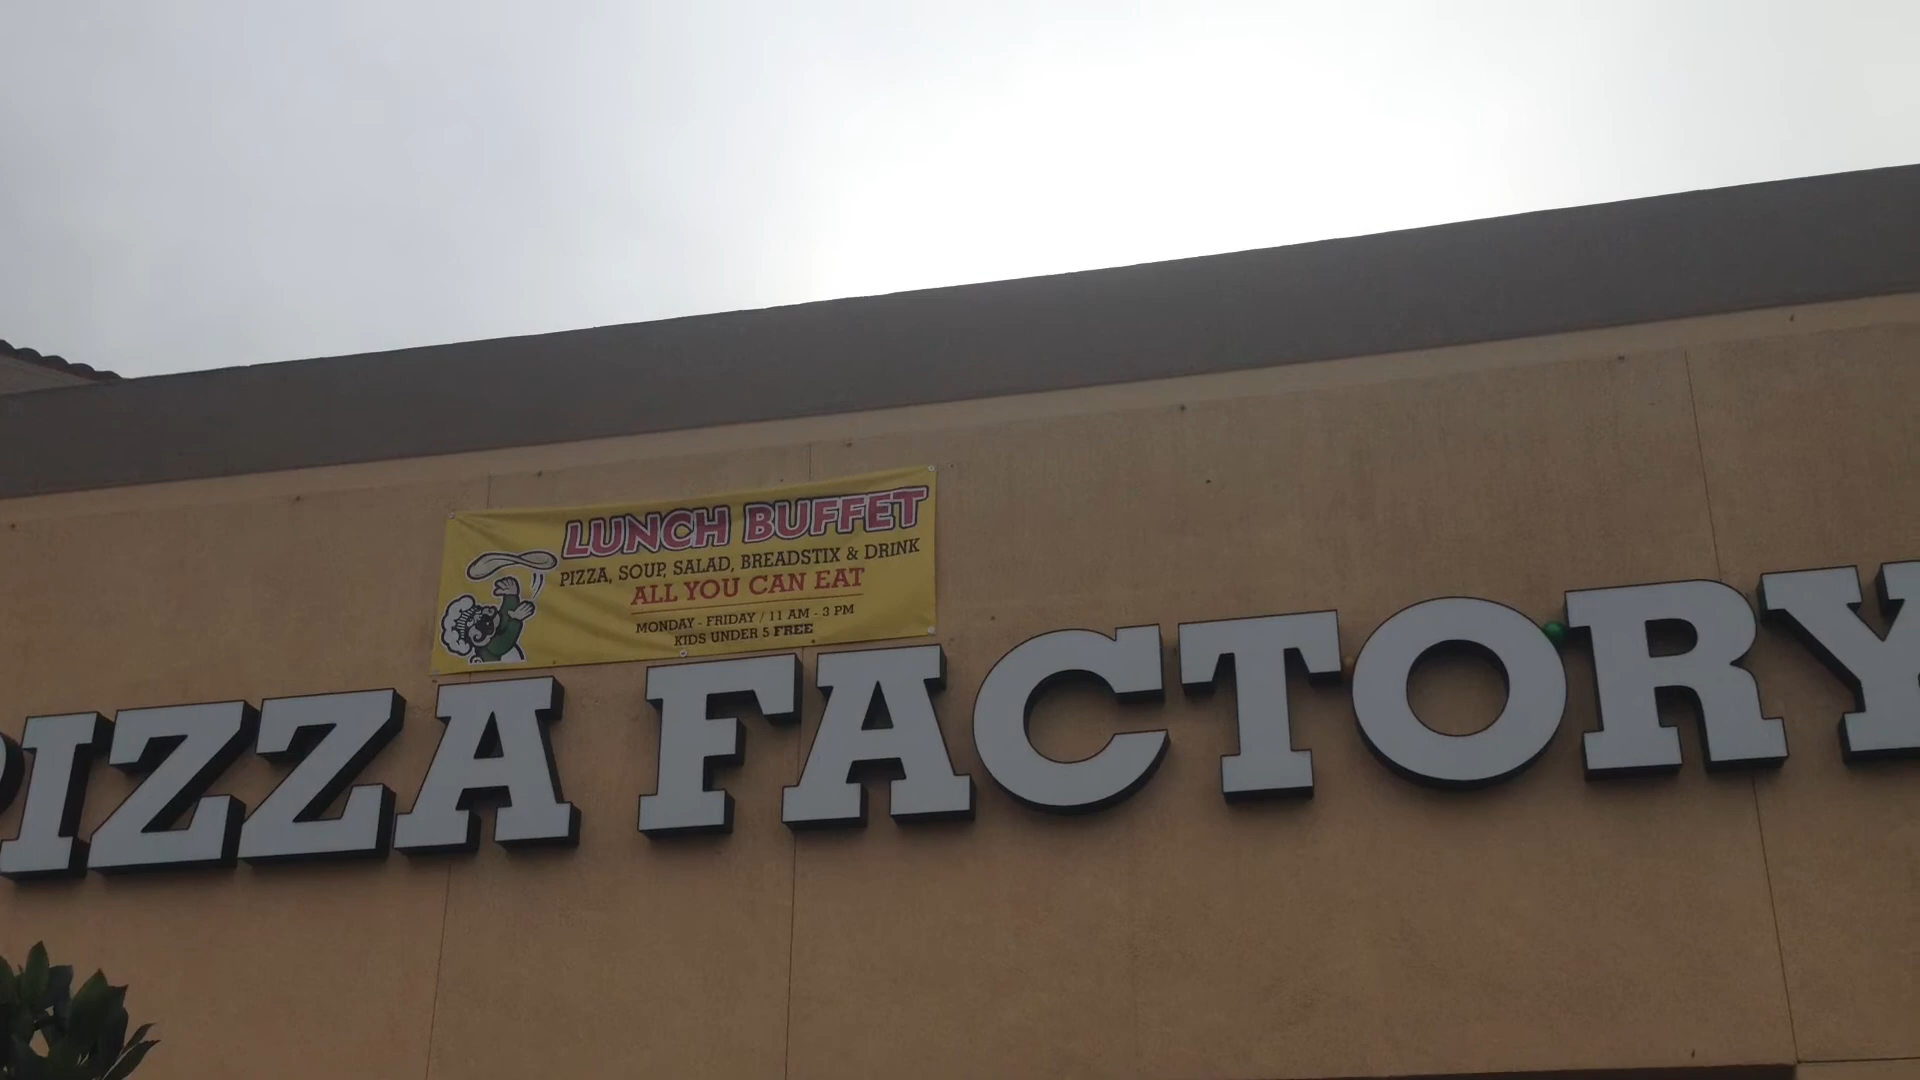 LUNCH BUFFET
PIZZA, SOUP, SALAD, BREADSTIX & DRINK
ALL YOU CAN EAT
MONDAY - FRIDAY / 11 AM - 3 PM
KIDS UNDER 5 FREE
PIZZA FACTORY